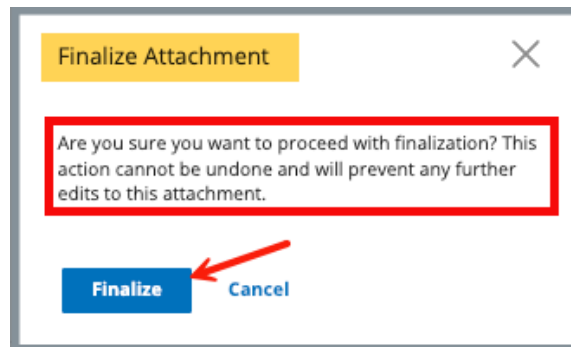 Finalize Attachment
Are you sure you want to proceed with finalization? This
action cannot be undone and will prevent any further
edits to this attachment.
Finalize Cancel